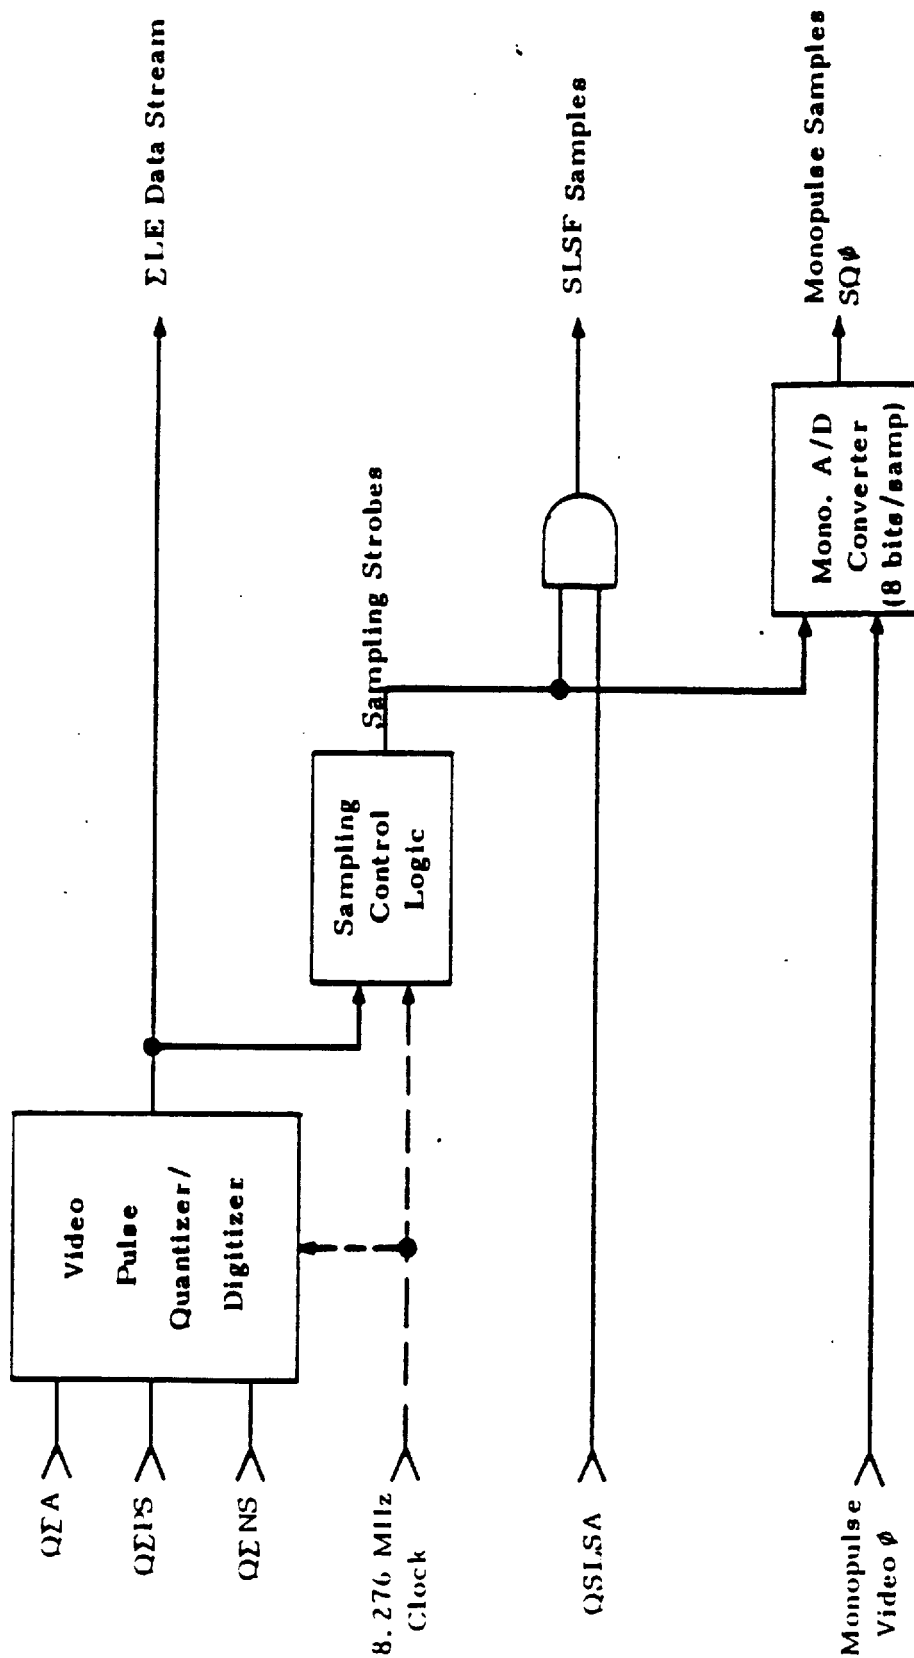 QΣA
QΣPS
QΣNS
8.276 MHz
Clock
QSLSA
Monopulse
Video ϕ
Video
Pulse
Quantizer/
Digitizer
Sampling
Control
Logic
Sampling Strobes
Mono. A/D
Converter
(8 bits/samp)
ΣLE Data Stream
SLSF Samples
Monopulse Samples
SQϕ